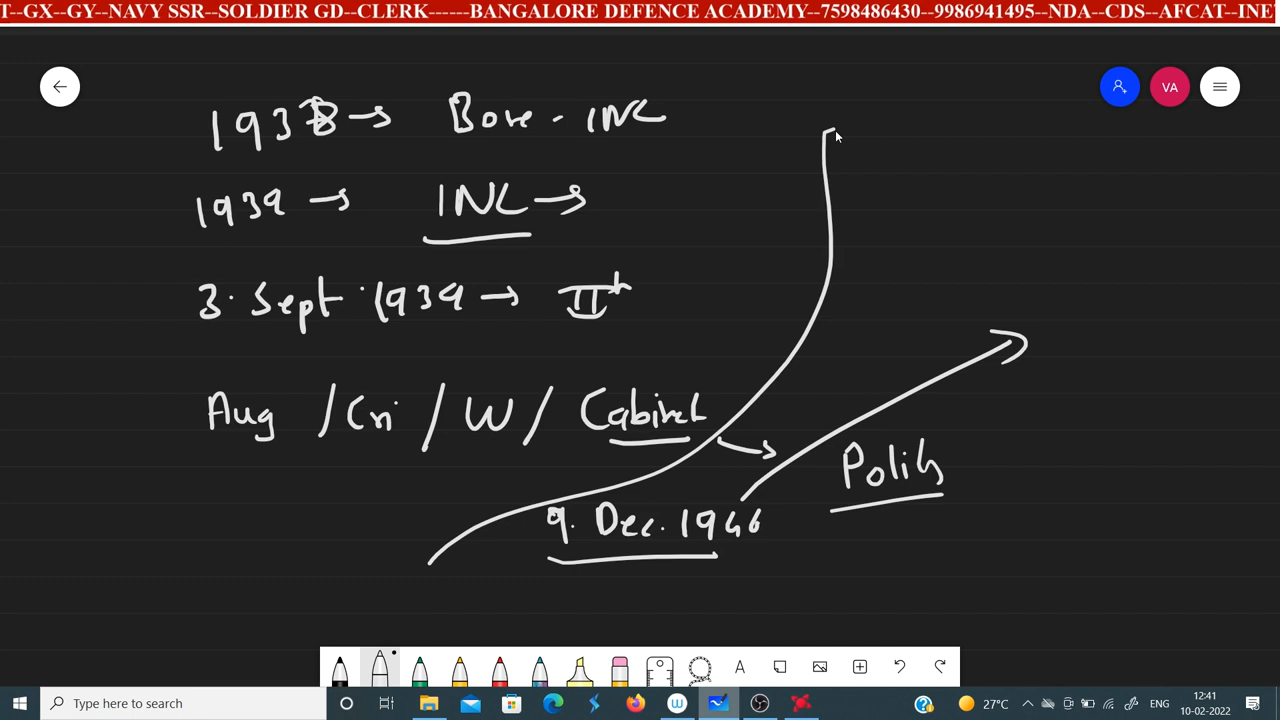 T--GX--GY--NAVY SSR--SOLDIER GD--CLERK------BANGALORE DEFENCE ACADEMY--7598486430--9986941495--NDA--CDS--AFCAT--INE
VA
1938 → Bose - INC
1939 → INC →
3. Sept. 1939 → II
Aug / Cri / W / Cabinet
Polity
9. Dec. 1946
A
Type here to search
W
27°C
ENG
12:41
10-02-2022